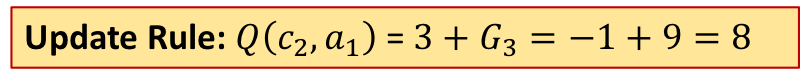 Update Rule: Q(c₂, a₁) = 3 + G₃ = −1 + 9 = 8